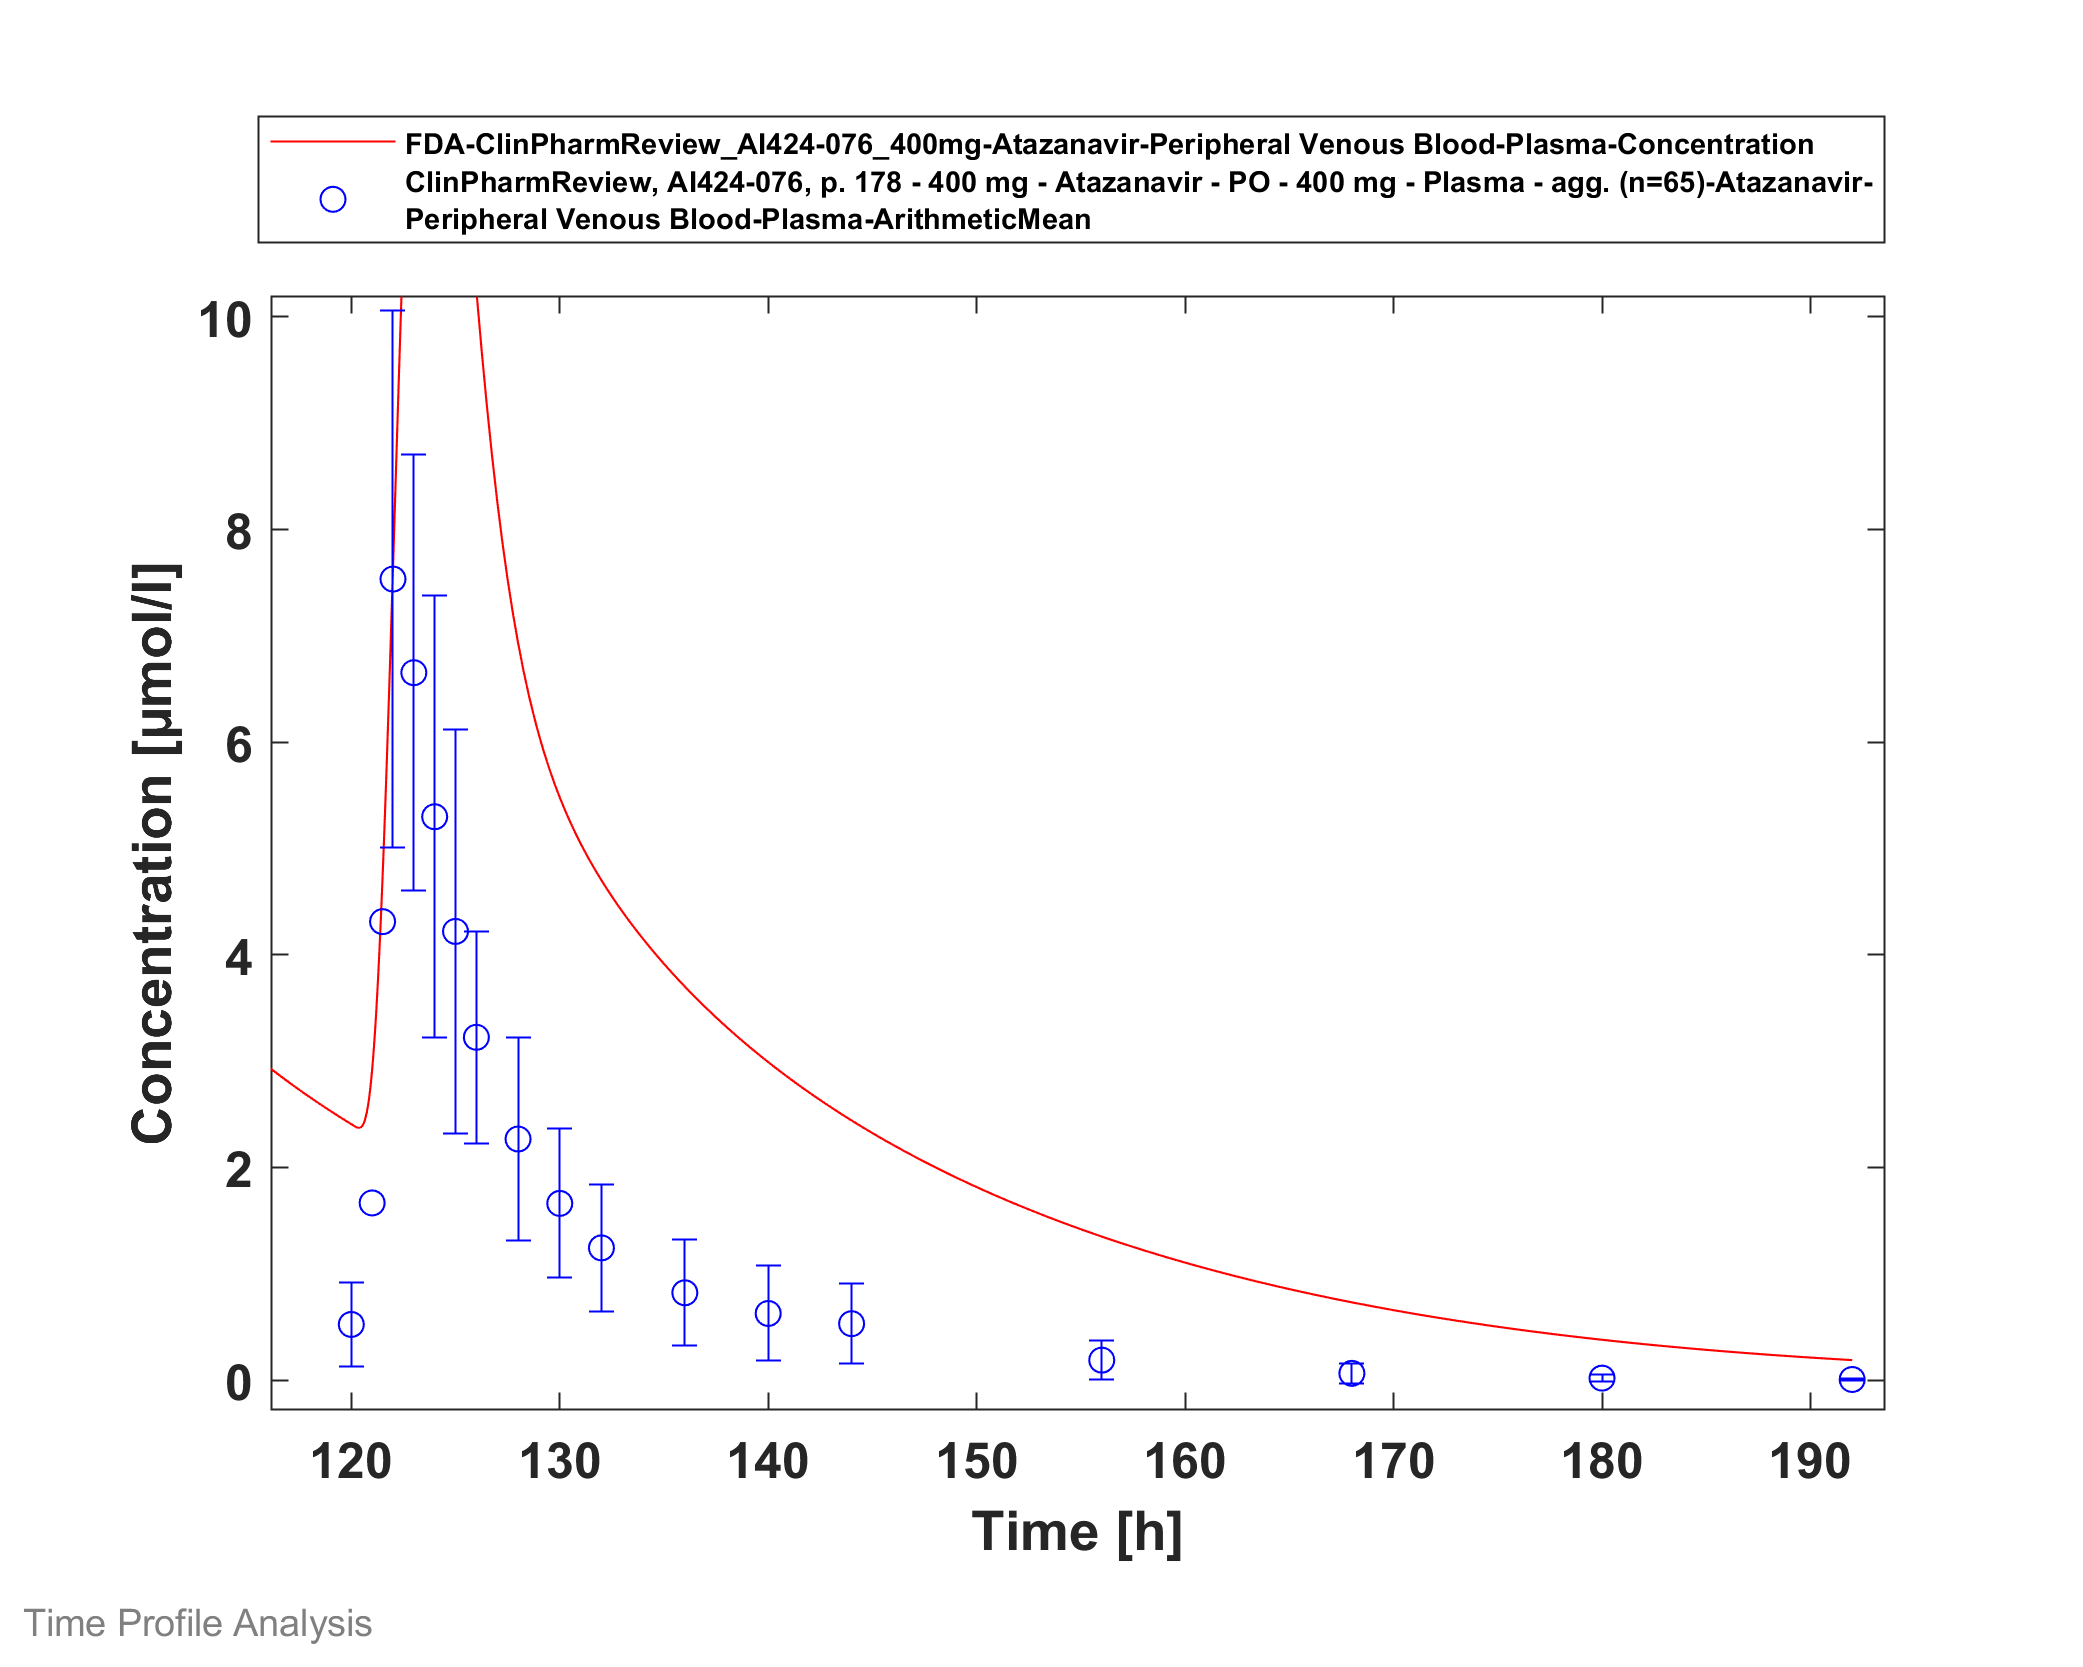 FDA-ClinPharmReview_AI424-076_400mg-Atazanavir-Peripheral Venous Blood-Plasma-Concentration
ClinPharmReview, AI424-076, p. 178 - 400 mg - Atazanavir - PO - 400 mg - Plasma - agg. (n=65)-Atazanavir-
Peripheral Venous Blood-Plasma-ArithmeticMean
10
8
6
4
2
0
Concentration [µmol/l]
120 130 140 150 160 170 180 190
Time [h]
Time Profile Analysis